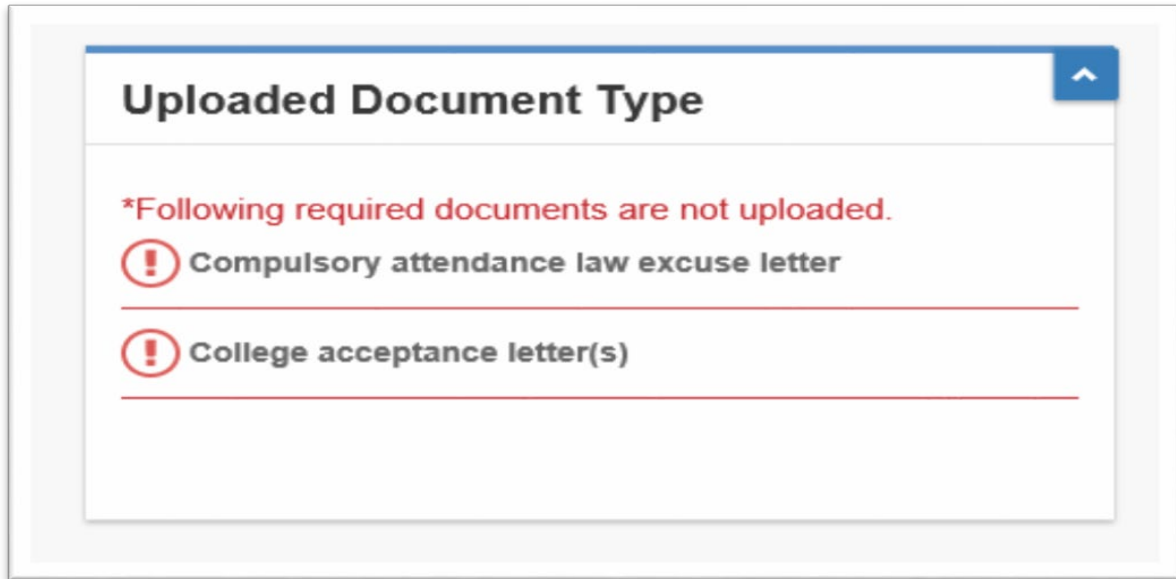 Uploaded Document Type
*Following required documents are not uploaded.
Compulsory attendance law excuse letter
College acceptance letter(s)